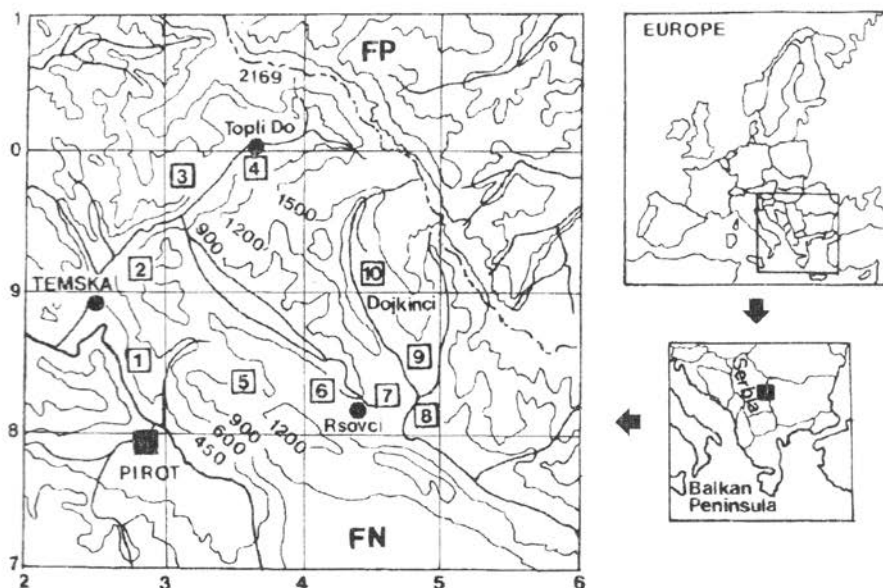 1
FP
2169
Topli Do
0
3
4
1500
1200
900
10
2
TEMSKA
9
Dojkinci
1
9
5
6
7
8
Rsovci
900
1200
600
450
8
PIROT
FN
7
2 3 4 5 6
EUROPE
Serbia
Balkan
Peninsula